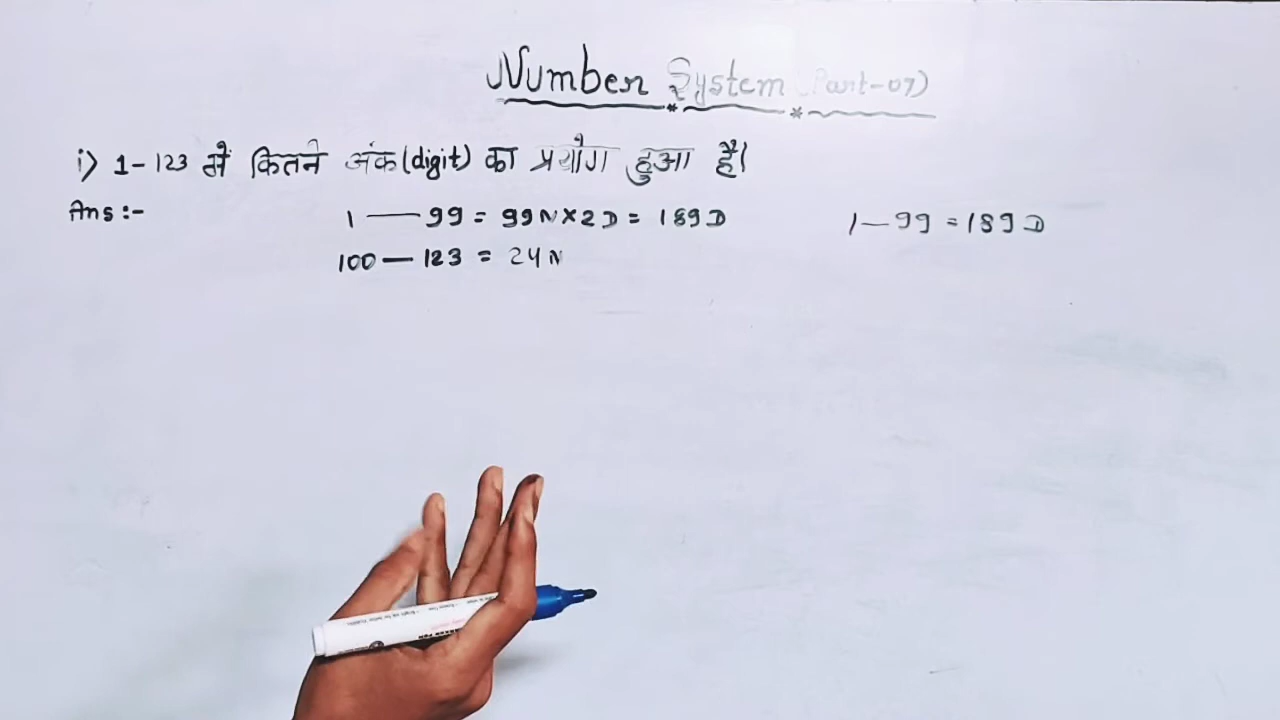 Number System (Part-07)
i) 1-123 में कितने अंक(digit) का प्रयोग हुआ है।
Ans :- 1 — 99 = 99N×2D = 189D 1—99 = 189D
100 — 123 = 24N